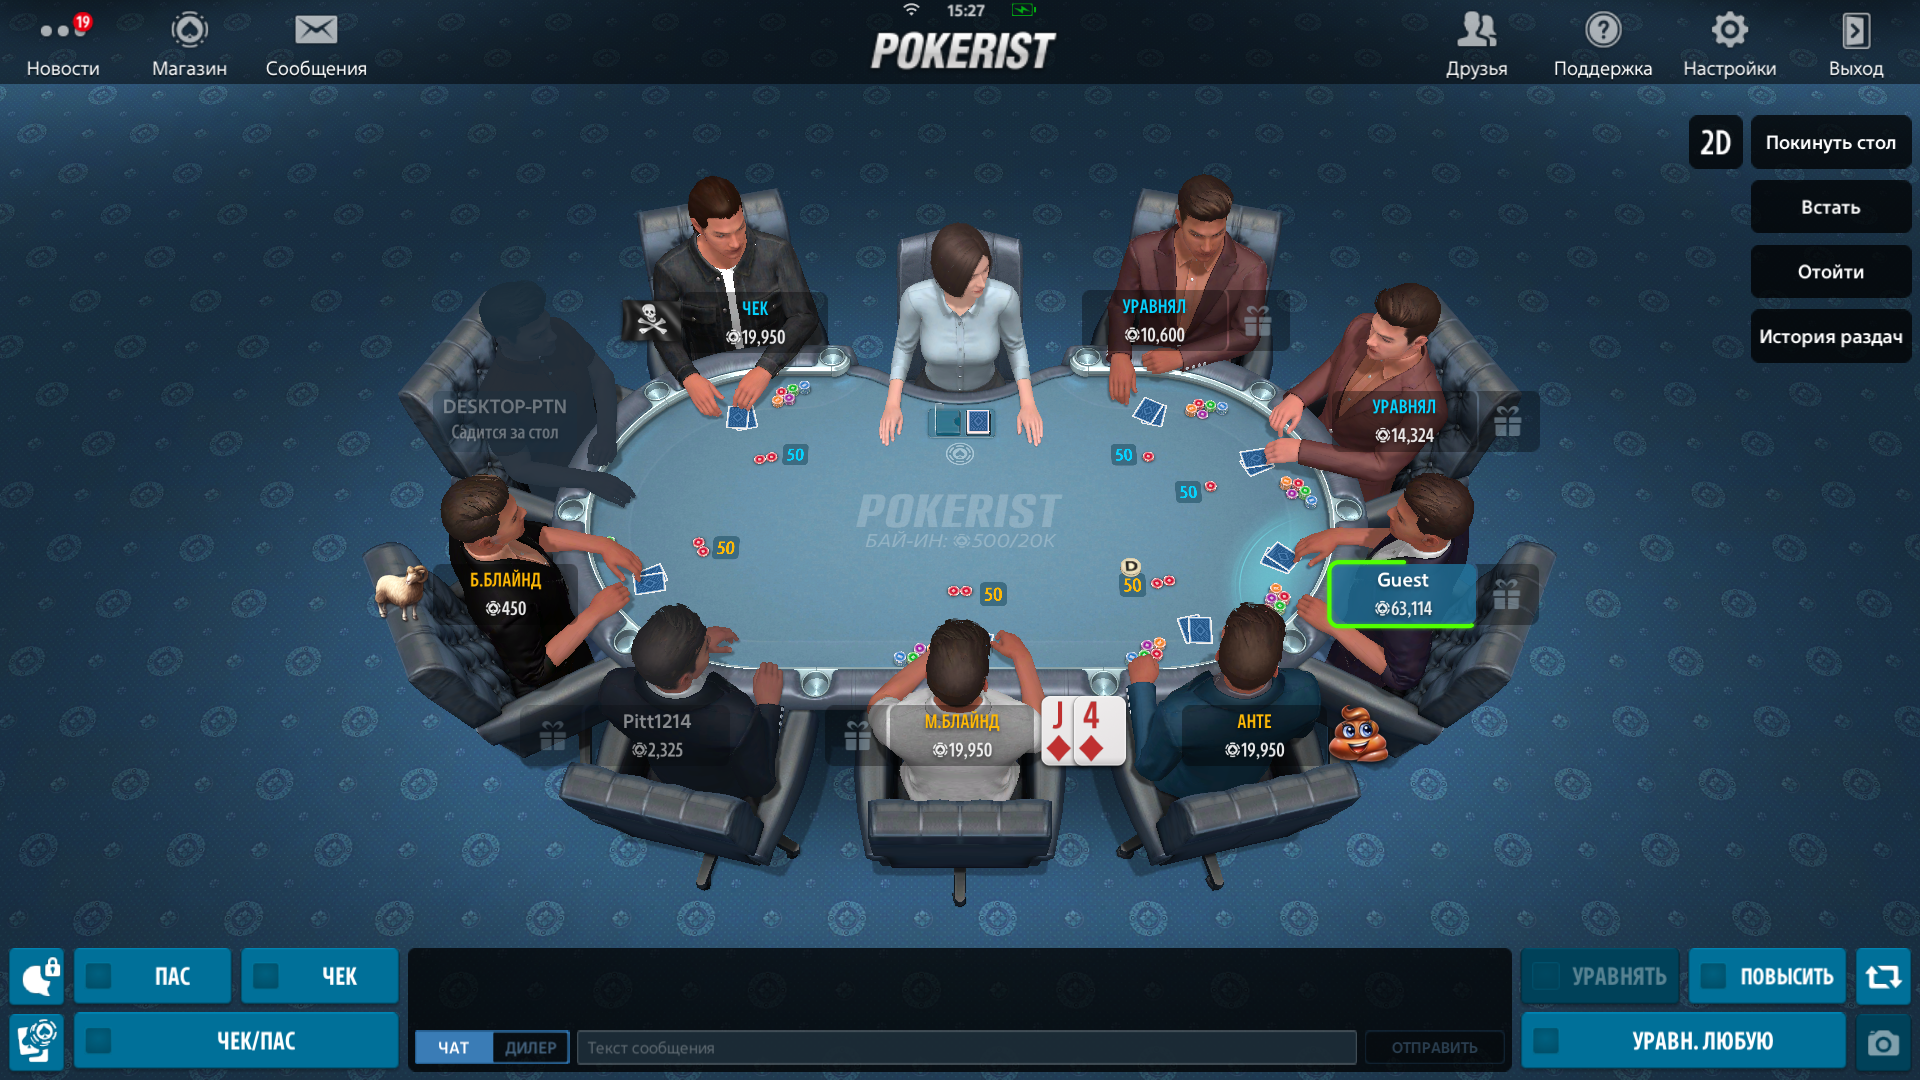 19
15:27
Новости
Магазин
Сообщения
POKERIST
Друзья
Поддержка
Настройки
Выход
2D
Покинуть стол
Встать
Отойти
История раздач
ЧЕК
19,950
УРАВНЯЛ
10,600
DESKTOP-PTN
Садится за стол
УРАВНЯЛ
14,324
50
50
50
POKERIST
БАЙ-ИН: 500/20K
50
50
D
50
Б.БЛАЙНД
450
Guest
63,114
Pitt1214
2,325
М.БЛАЙНД
19,950
J
4
АНТЕ
19,950
ПАС
ЧЕК
ЧЕК/ПАС
ЧАТ
ДИЛЕР
Текст сообщения
ОТПРАВИТЬ
УРАВНЯТЬ
ПОВЫСИТЬ
УРАВН. ЛЮБУЮ